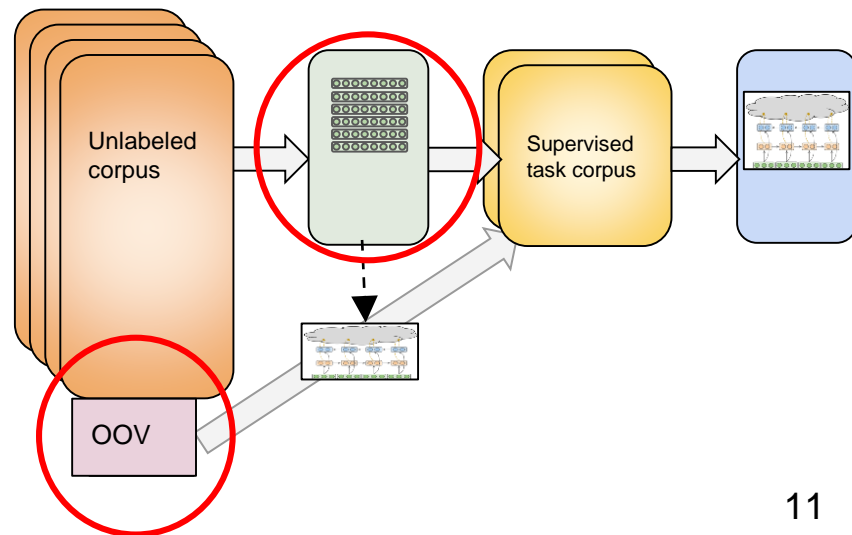 Unlabeled
corpus
Supervised
task corpus
OOV
11